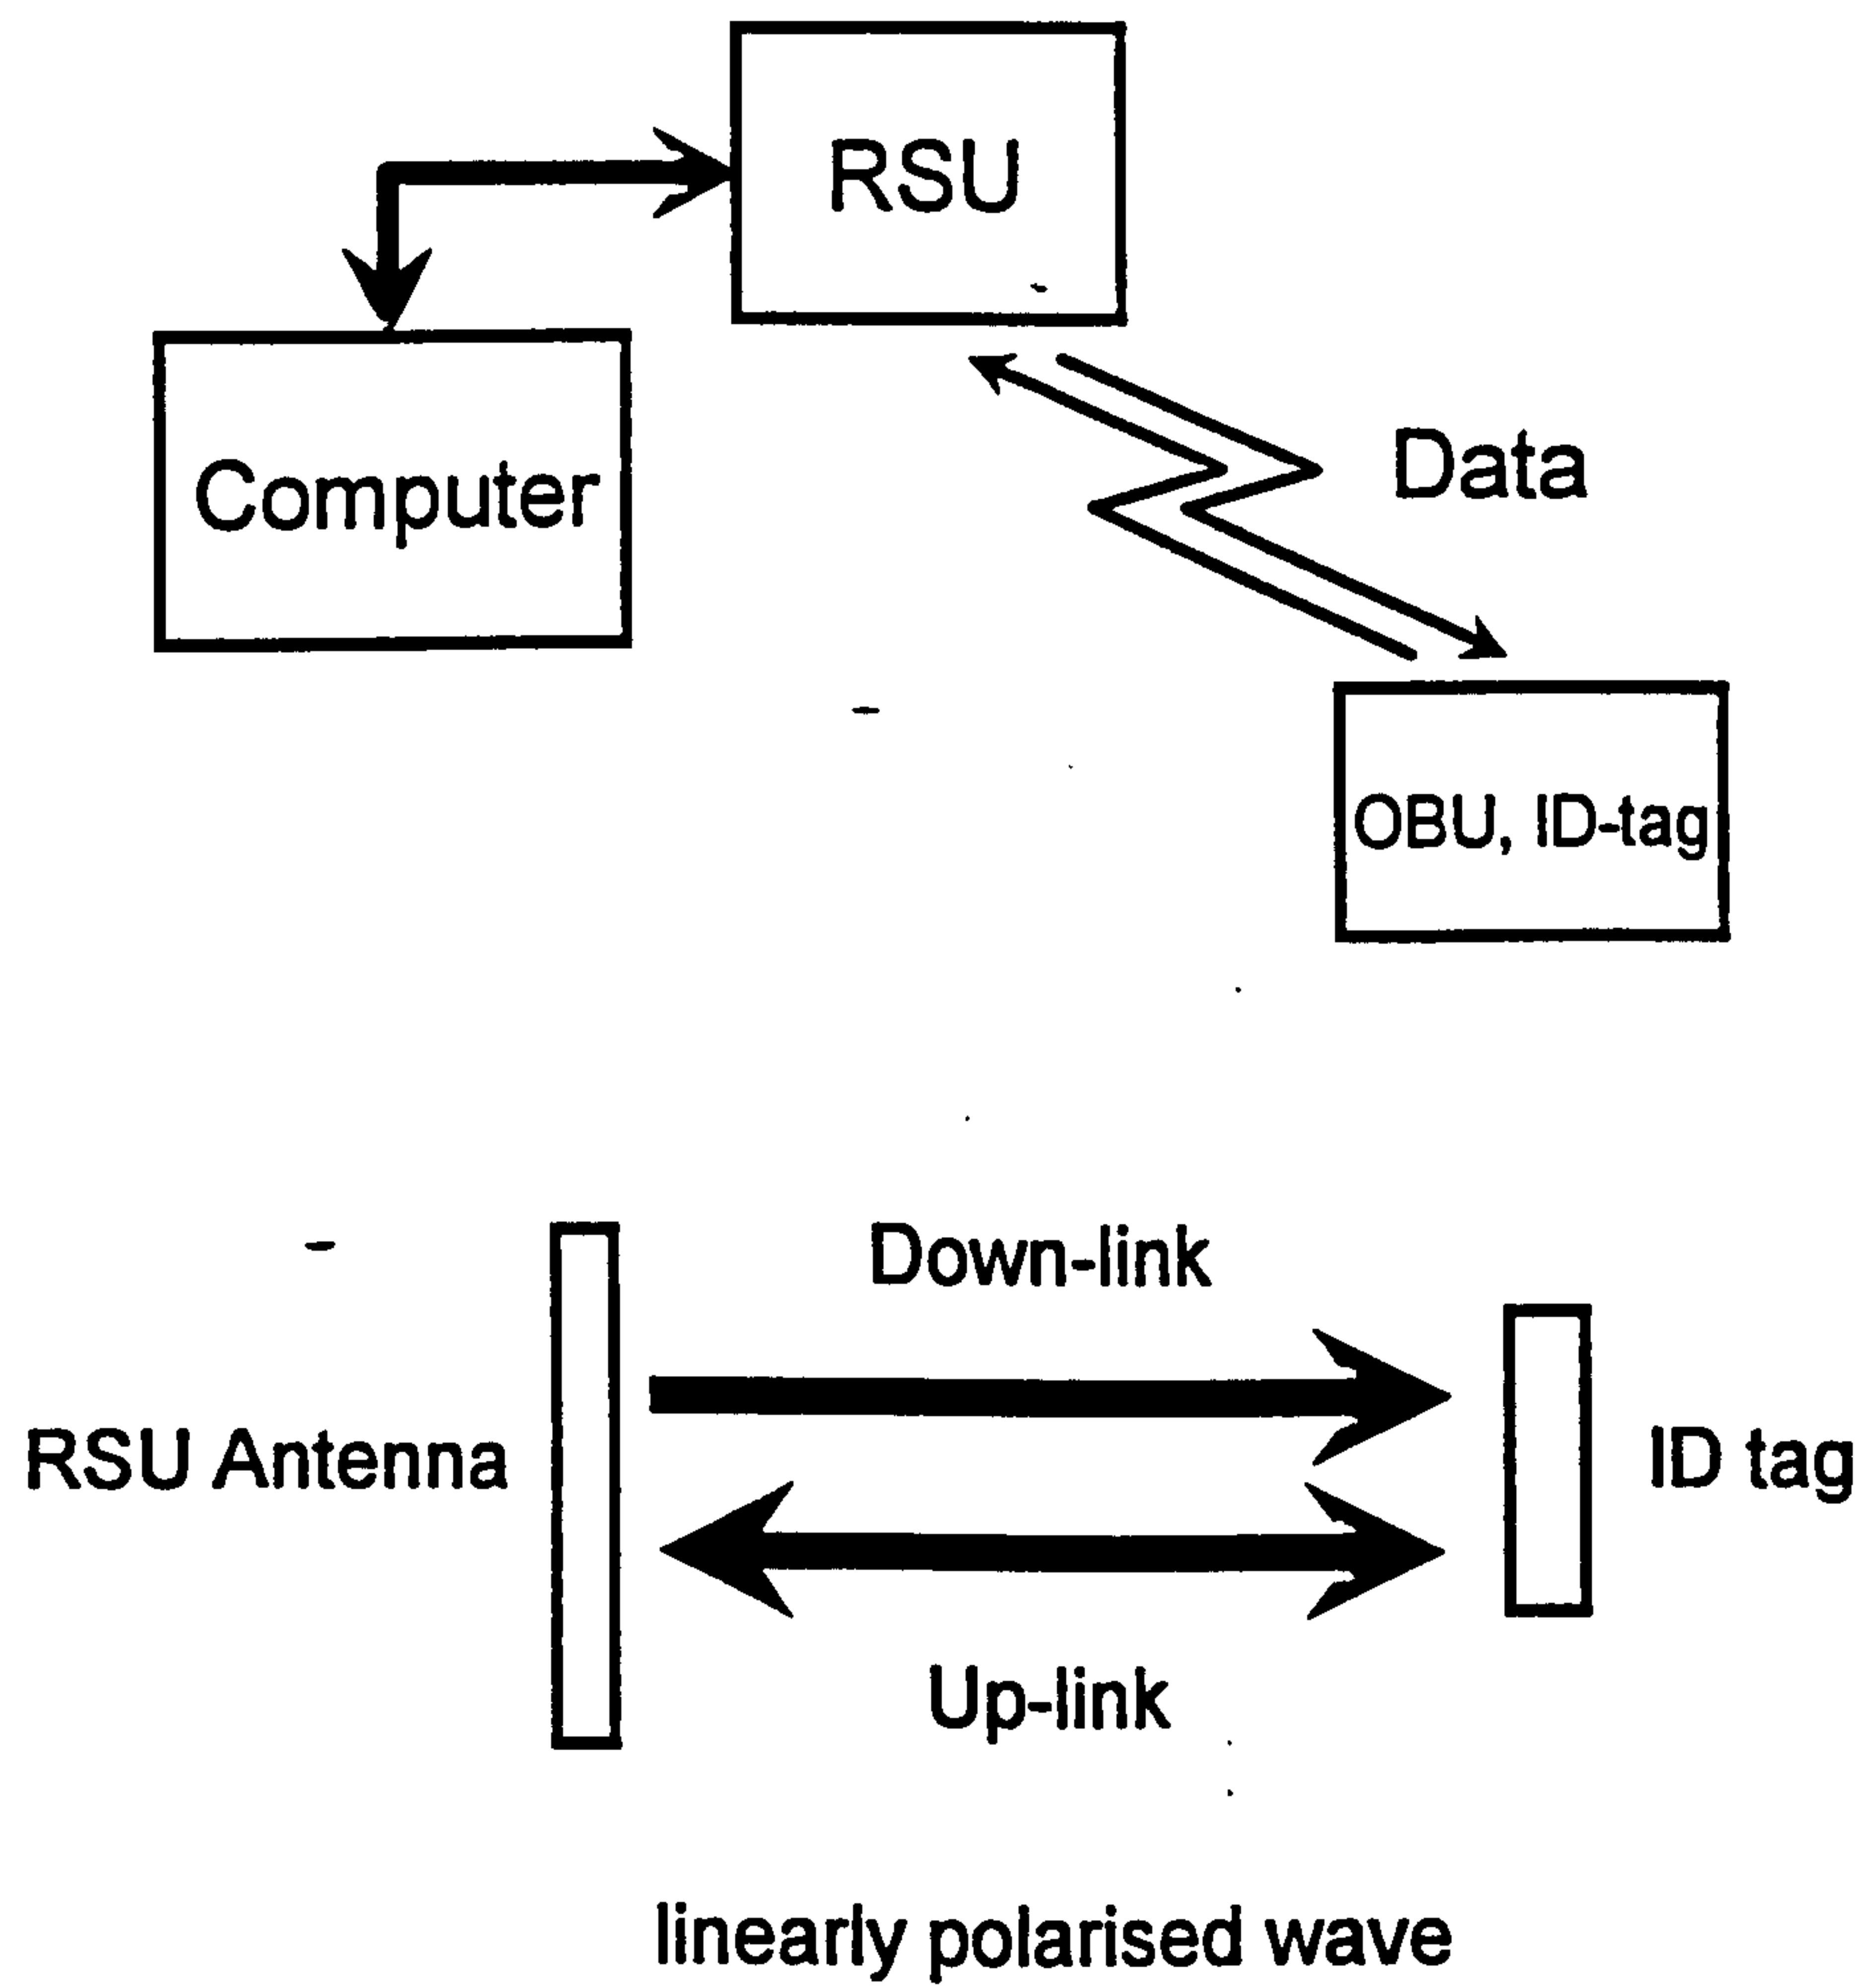 RSU
Data
Computer
OBU, ID-tag
Down-link
RSU Antenna
ID tag
Up-link
linearly polarised wave